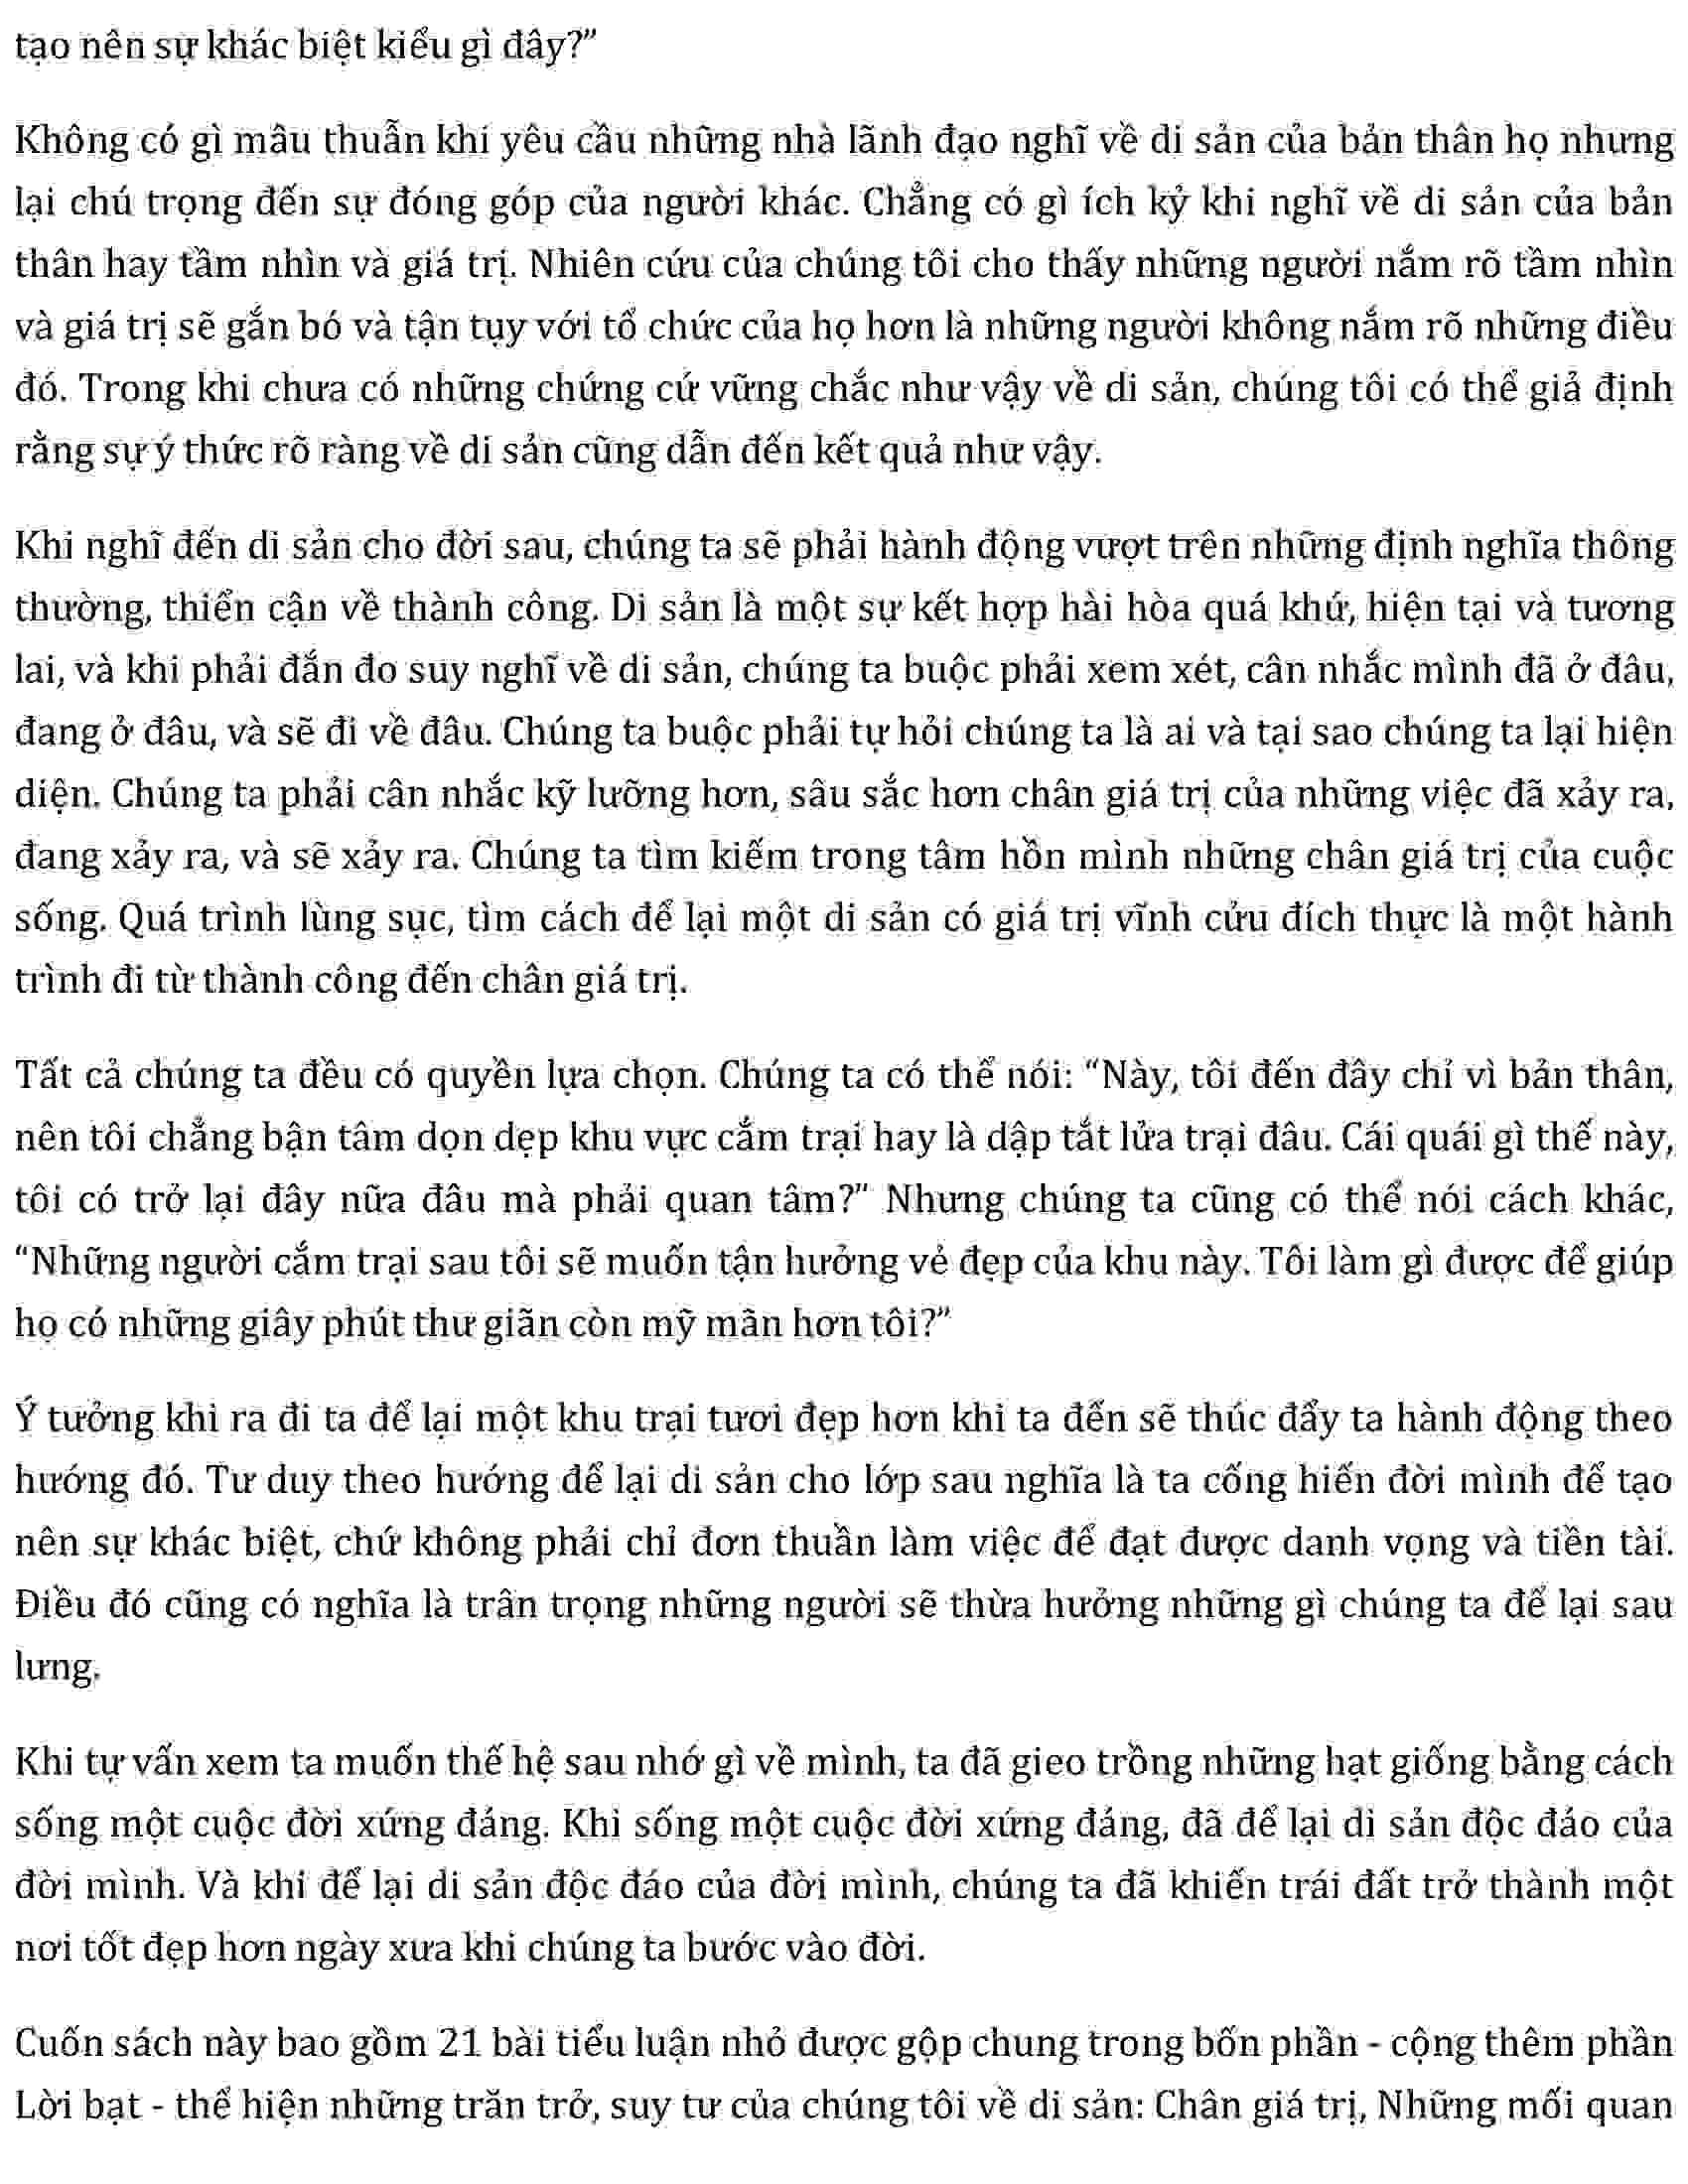 tạo nên sự khác biệt kiểu gì đây?”
Không có gì mâu thuẫn khi yêu cầu những nhà lãnh đạo nghĩ về di sản của bản thân họ nhưng
lại chú trọng đến sự đóng góp của người khác. Chẳng có gì ích kỷ khi nghĩ về di sản của bản
thân hay tầm nhìn và giá trị. Nhiên cứu của chúng tôi cho thấy những người nắm rõ tầm nhìn
và giá trị sẽ gắn bó và tận tụy với tổ chức của họ hơn là những người không nắm rõ những điều
đó. Trong khi chưa có những chứng cứ vững chắc như vậy về di sản, chúng tôi có thể giả định
rằng sự ý thức rõ ràng về di sản cũng dẫn đến kết quả như vậy.
Khi nghĩ đến di sản cho đời sau, chúng ta sẽ phải hành động vượt trên những định nghĩa thông
thường, thiển cận về thành công. Di sản là một sự kết hợp hài hòa quá khứ, hiện tại và tương
lai, và khi phải đắn đo suy nghĩ về di sản, chúng ta buộc phải xem xét, cân nhắc mình đã ở đâu,
đang ở đâu, và sẽ đi về đâu. Chúng ta buộc phải tự hỏi chúng ta là ai và tại sao chúng ta lại hiện
diện. Chúng ta phải cân nhắc kỹ lưỡng hơn, sâu sắc hơn chân giá trị của những việc đã xảy ra,
đang xảy ra, và sẽ xảy ra. Chúng ta tìm kiếm trong tâm hồn mình những chân giá trị của cuộc
sống. Quá trình lùng sục, tìm cách để lại một di sản có giá trị vĩnh cửu đích thực là một hành
trình đi từ thành công đến chân giá trị.
Tất cả chúng ta đều có quyền lựa chọn. Chúng ta có thể nói: “Này, tôi đến đây chỉ vì bản thân,
nên tôi chẳng bận tâm dọn dẹp khu vực cắm trại hay là dập tắt lửa trại đâu. Cái quái gì thế này,
tôi có trở lại đây nữa đâu mà phải quan tâm?” Nhưng chúng ta cũng có thể nói cách khác,
“Những người cắm trại sau tôi sẽ muốn tận hưởng vẻ đẹp của khu này. Tôi làm gì được để giúp
họ có những giây phút thư giãn còn mỹ mãn hơn tôi?”
Ý tưởng khi ra đi ta để lại một khu trại tươi đẹp hơn khi ta đến sẽ thúc đẩy ta hành động theo
hướng đó. Tư duy theo hướng để lại di sản cho lớp sau nghĩa là ta cống hiến đời mình để tạo
nên sự khác biệt, chứ không phải chỉ đơn thuần làm việc để đạt được danh vọng và tiền tài.
Điều đó cũng có nghĩa là trân trọng những người sẽ thừa hưởng những gì chúng ta để lại sau
lưng.
Khi tự vấn xem ta muốn thế hệ sau nhớ gì về mình, ta đã gieo trồng những hạt giống bằng cách
sống một cuộc đời xứng đáng. Khi sống một cuộc đời xứng đáng, đã để lại di sản độc đáo của
đời mình. Và khi để lại di sản độc đáo của đời mình, chúng ta đã khiến trái đất trở thành một
nơi tốt đẹp hơn ngày xưa khi chúng ta bước vào đời.
Cuốn sách này bao gồm 21 bài tiểu luận nhỏ được gộp chung trong bốn phần - cộng thêm phần
Lời bạt - thể hiện những trăn trở, suy tư của chúng tôi về di sản: Chân giá trị, Những mối quan